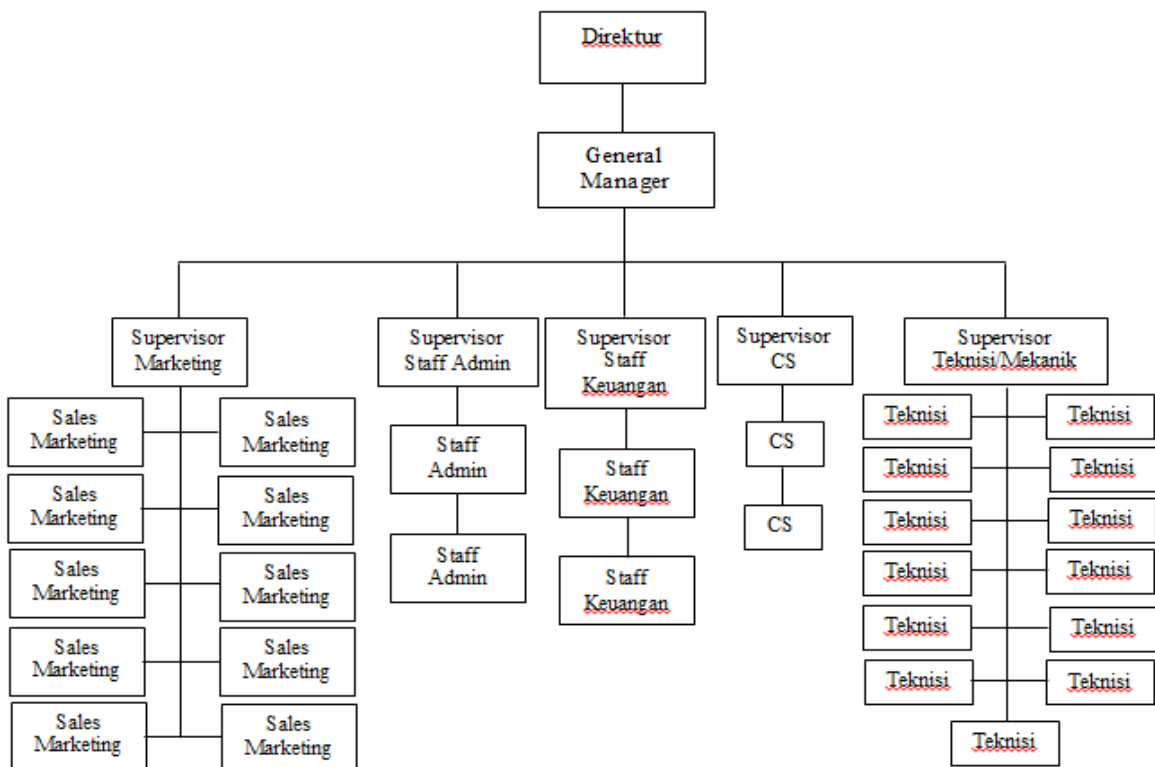 Direktur
General
Manager
Supervisor
Marketing
Supervisor
Staff Admin
Supervisor
Staff
Keuangan
Supervisor
CS
Supervisor
Teknisi/Mekanik
Sales
Marketing
Sales
Marketing
Sales
Marketing
Sales
Marketing
Sales
Marketing
Sales
Marketing
Sales
Marketing
Sales
Marketing
Sales
Marketing
Sales
Marketing
Staff
Admin
Staff
Admin
Staff
Keuangan
Staff
Keuangan
CS
CS
Teknisi
Teknisi
Teknisi
Teknisi
Teknisi
Teknisi
Teknisi
Teknisi
Teknisi
Teknisi
Teknisi
Teknisi
Teknisi